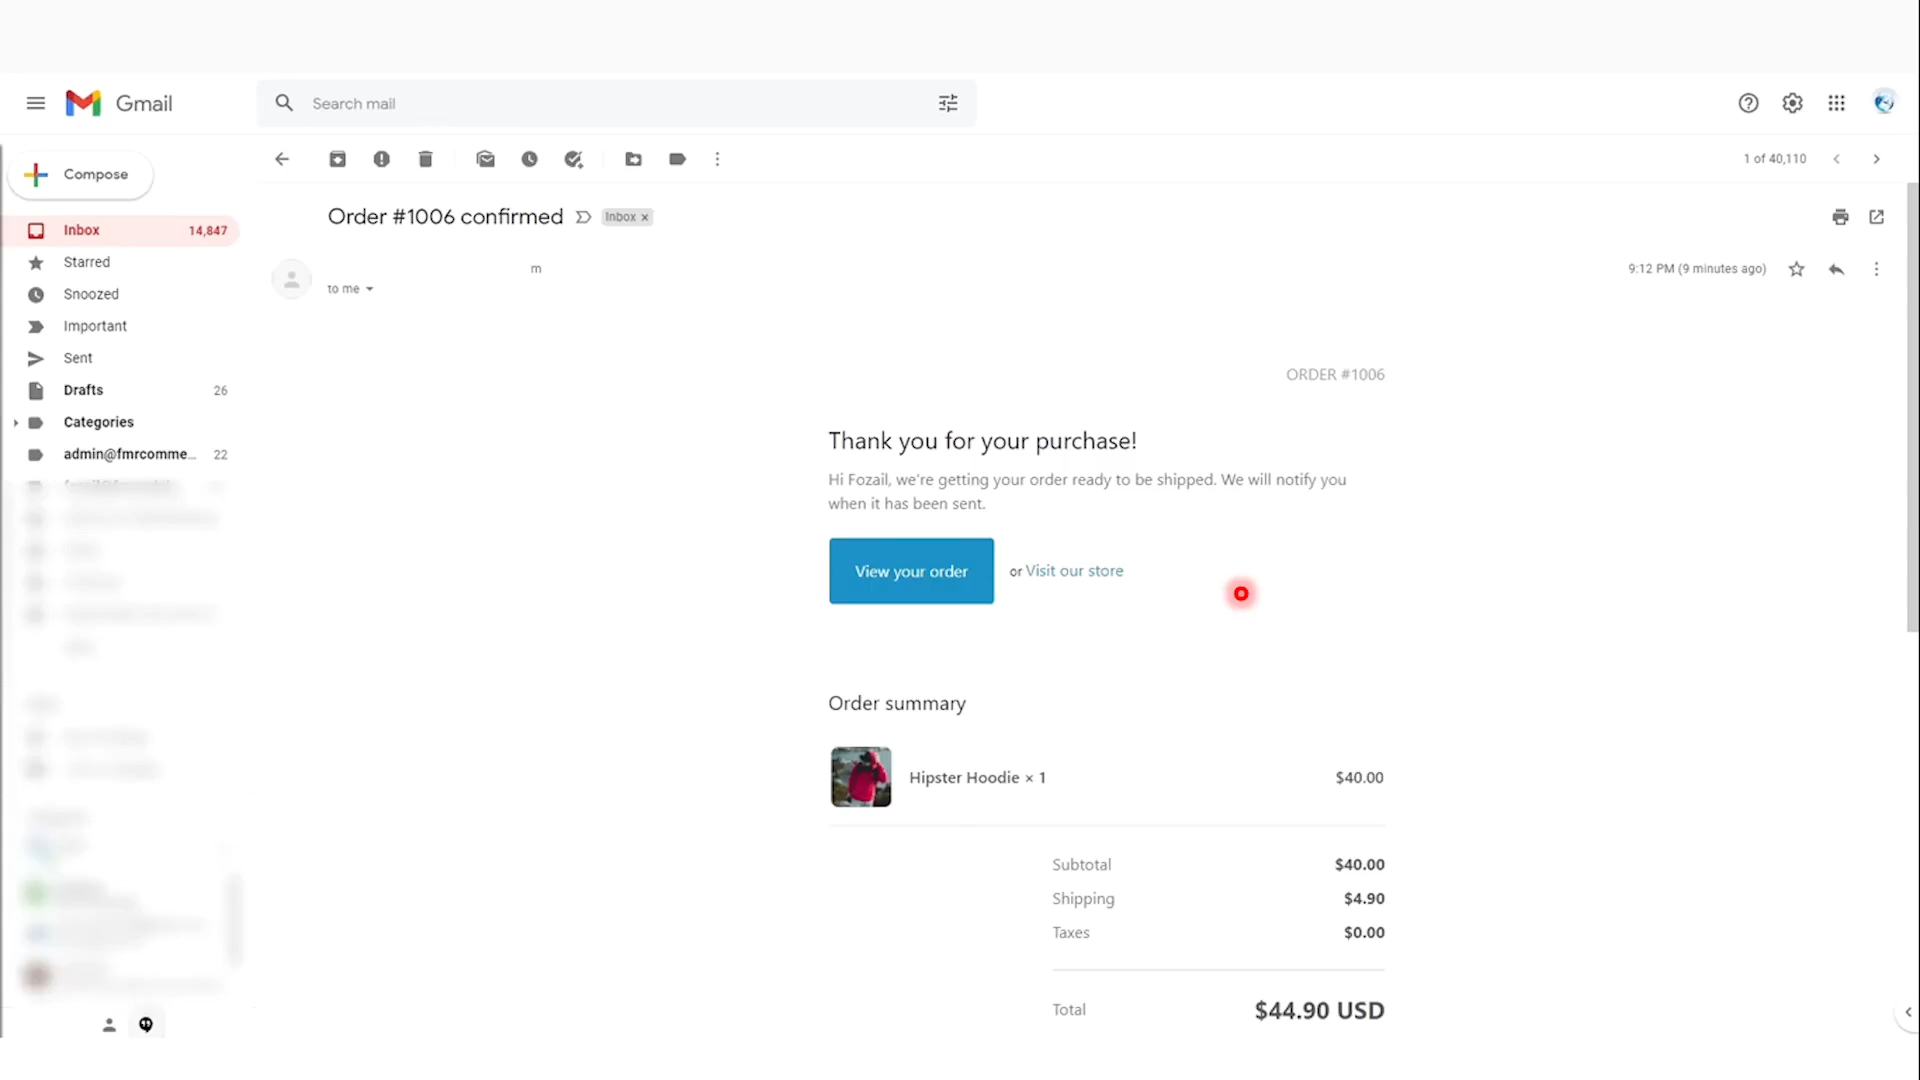 Gmail
Search mail
Compose
1 of 40,110
Inbox 14,847
Starred
Snoozed
Important
Sent
Drafts 26
Categories
admin@fmrcomme... 22
Order #1006 confirmed Inbox ×
m
to me
9:12 PM (9 minutes ago)
ORDER #1006
Thank you for your purchase!
Hi Fozail, we're getting your order ready to be shipped. We will notify you
when it has been sent.
View your order or Visit our store
Order summary
Hipster Hoodie × 1 $40.00
Subtotal $40.00
Shipping $4.90
Taxes $0.00
Total $44.90 USD